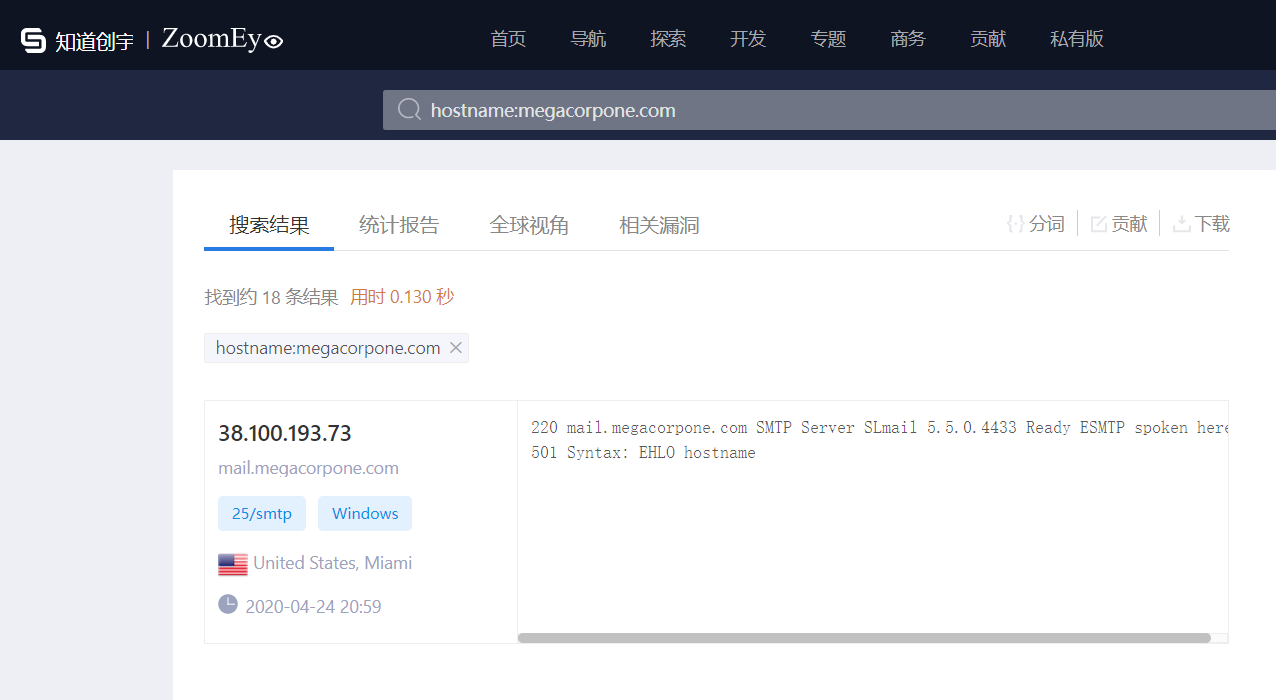 知道创宇 | ZoomEye
首页 导航 探索 开发 专题 商务 贡献 私有版
hostname:megacorpone.com
搜索结果 统计报告 全球视角 相关漏洞 分词 贡献 下载
找到约 18 条结果 用时 0.130 秒
hostname:megacorpone.com
38.100.193.73
mail.megacorpone.com
25/smtp Windows
United States, Miami
2020-04-24 20:59
220 mail.megacorpone.com SMTP Server SLmail 5.5.0.4433 Ready ESMTP spoken here
501 Syntax: EHLO hostname